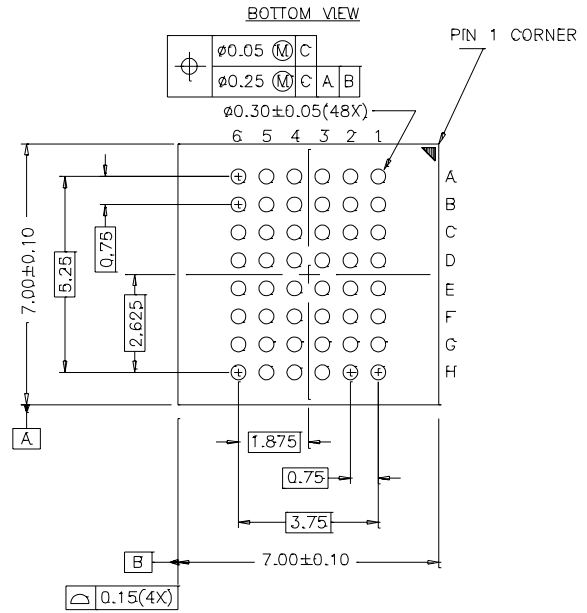 BOTTOM VIEW
PIN 1 CORNER
ø0.05 Ⓜ C
ø0.25 Ⓜ C A B
ø0.30±0.05(48X)
6 5 4 3 2 1
A
B
C
D
E
F
G
H
7.00±0.10
5.25
0.75
2.625
A
1.875
0.75
3.75
B
7.00±0.10
0.15(4X)